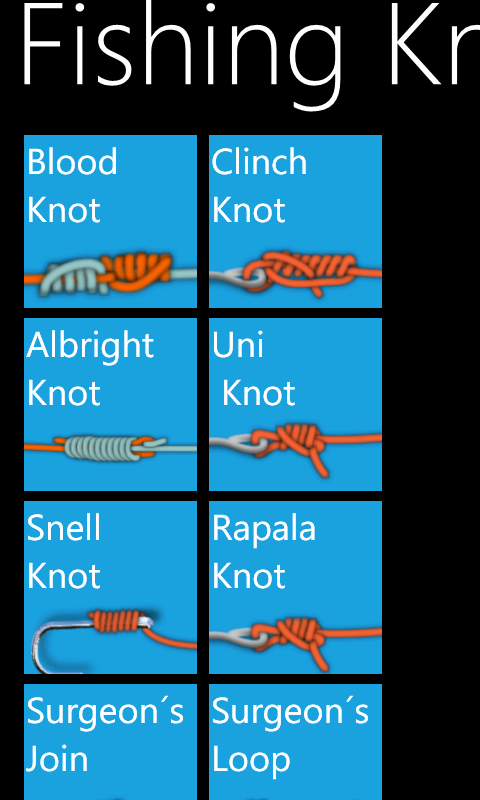 Fishing Kn
Blood
Knot
Clinch
Knot
Albright
Knot
Uni
Knot
Snell
Knot
Rapala
Knot
Surgeon´s
Join
Surgeon´s
Loop